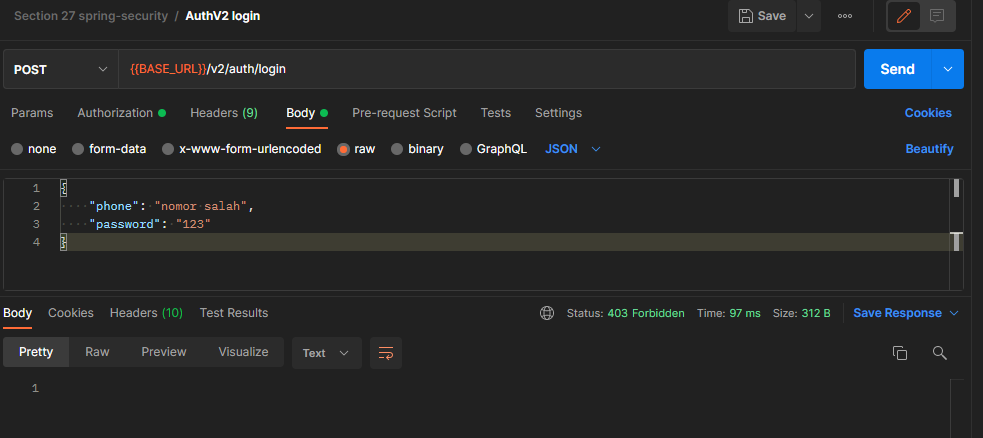 Section 27 spring-security / AuthV2 login
Save
POST
{{BASE_URL}}/v2/auth/login
Send
Params Authorization Headers (9) Body Pre-request Script Tests Settings Cookies
none form-data x-www-form-urlencoded raw binary GraphQL JSON Beautify
1 {
2 "phone": "nomor salah",
3 "password": "123"
4 }
Body Cookies Headers (10) Test Results Status: 403 Forbidden Time: 97 ms Size: 312 B Save Response
Pretty Raw Preview Visualize Text
1